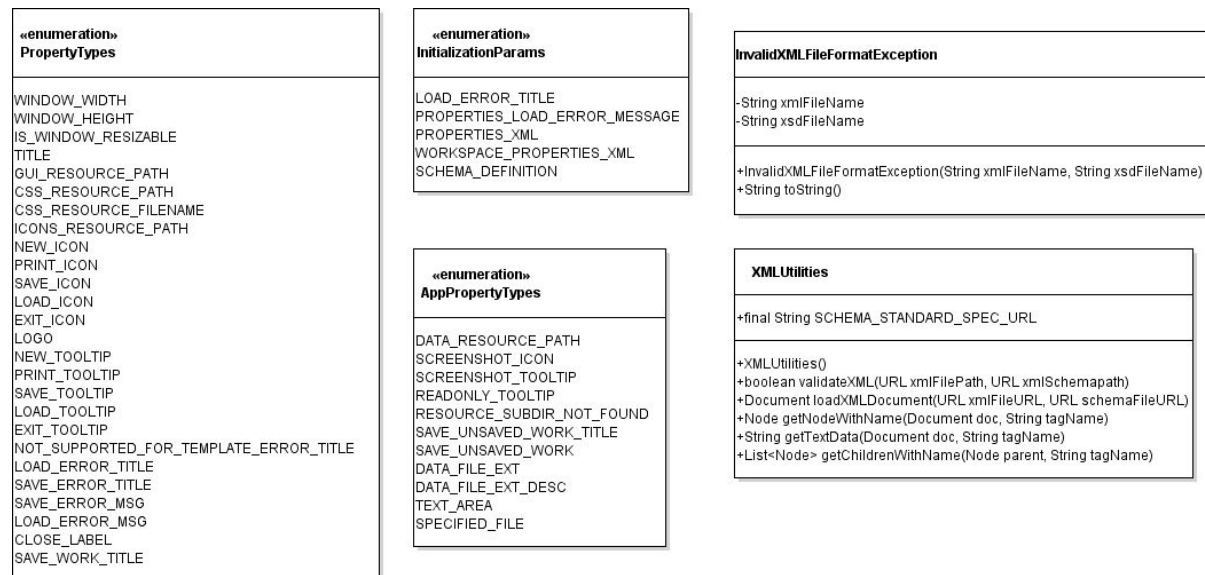 «enumeration»
PropertyTypes
WINDOW_WIDTH
WINDOW_HEIGHT
IS_WINDOW_RESIZABLE
TITLE
GUI_RESOURCE_PATH
CSS_RESOURCE_PATH
CSS_RESOURCE_FILENAME
ICONS_RESOURCE_PATH
NEW_ICON
PRINT_ICON
SAVE_ICON
LOAD_ICON
EXIT_ICON
LOGO
NEW_TOOLTIP
PRINT_TOOLTIP
SAVE_TOOLTIP
LOAD_TOOLTIP
EXIT_TOOLTIP
NOT_SUPPORTED_FOR_TEMPLATE_ERROR_TITLE
LOAD_ERROR_TITLE
SAVE_ERROR_TITLE
SAVE_ERROR_MSG
LOAD_ERROR_MSG
CLOSE_LABEL
SAVE_WORK_TITLE
«enumeration»
InitializationParams
LOAD_ERROR_TITLE
PROPERTIES_LOAD_ERROR_MESSAGE
PROPERTIES_XML
WORKSPACE_PROPERTIES_XML
SCHEMA_DEFINITION
«enumeration»
AppPropertyTypes
DATA_RESOURCE_PATH
SCREENSHOT_ICON
SCREENSHOT_TOOLTIP
READONLY_TOOLTIP
RESOURCE_SUBDIR_NOT_FOUND
SAVE_UNSAVED_WORK_TITLE
SAVE_UNSAVED_WORK
DATA_FILE_EXT
DATA_FILE_EXT_DESC
TEXT_AREA
SPECIFIED_FILE
InvalidXMLFileFormatException
-String xmlFileName
-String xsdFileName
+InvalidXMLFileFormatException(String xmlFileName, String xsdFileName)
+String toString()
XMLUtilities
+final String SCHEMA_STANDARD_SPEC_URL
+XMLUtilities()
+boolean validateXML(URL xmlFilePath, URL xmlSchemapath)
+Document loadXMLDocument(URL xmlFileURL, URL schemaFileURL)
+Node getNodeWithName(Document doc, String tagName)
+String getTextData(Document doc, String tagName)
+List<Node> getChildrenWithName(Node parent, String tagName)